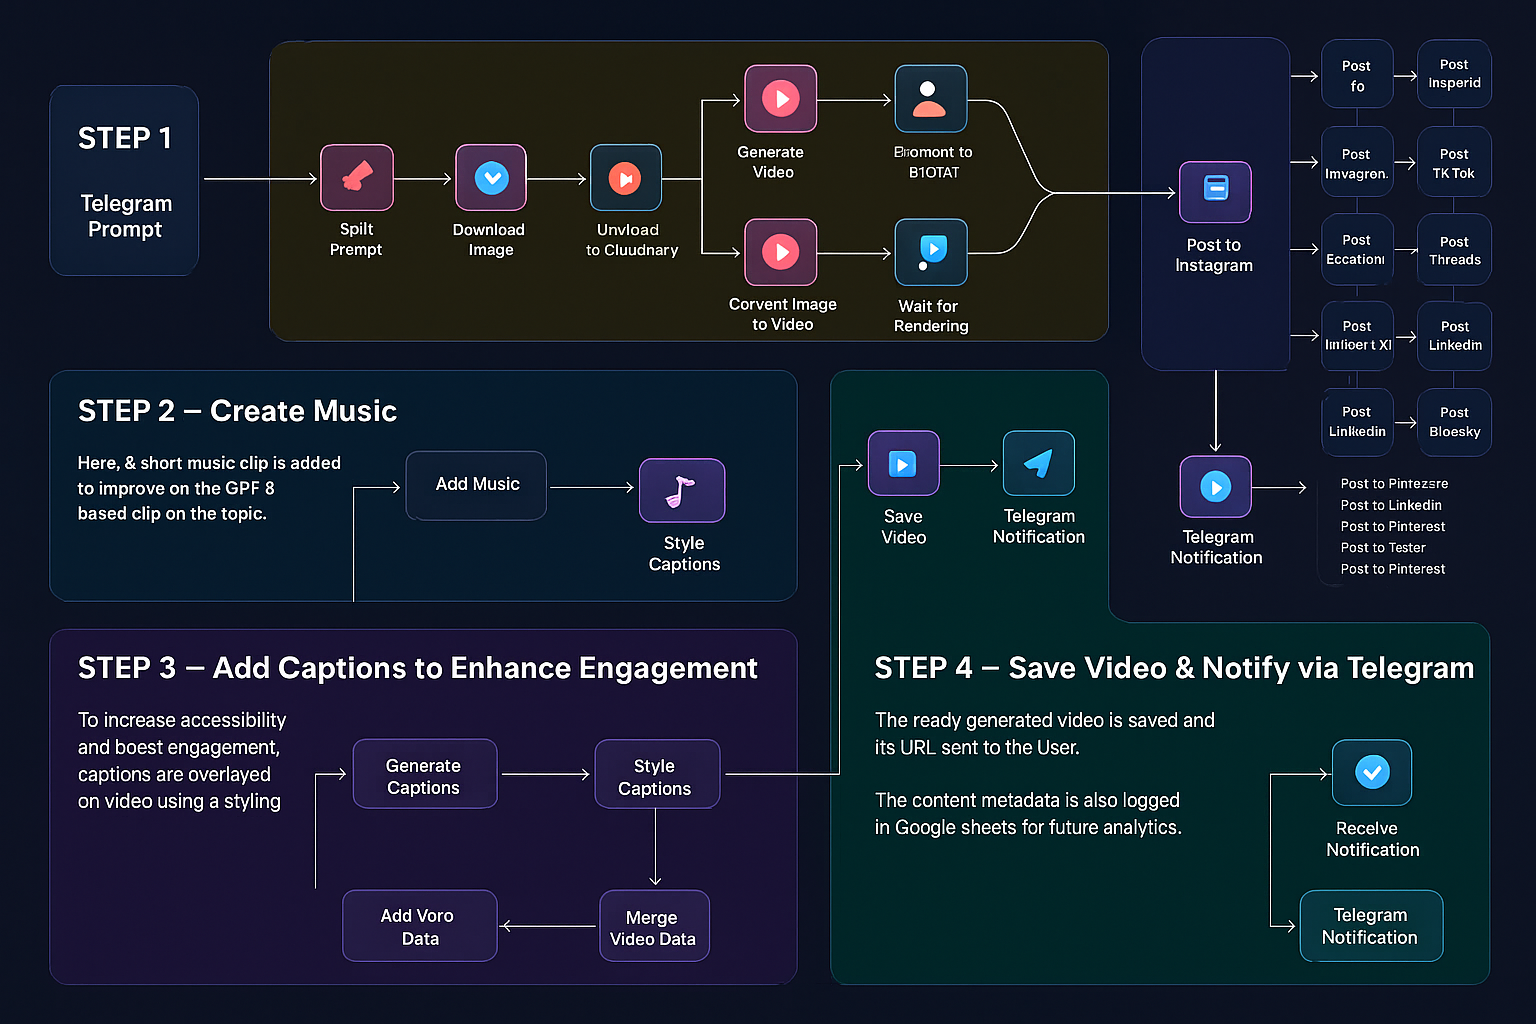 STEP 1
Telegram
Prompt
Spilt
Prompt
Download
Image
Unvload
to Cluudnary
Generate
Video
Corvent Image
to Video
to
B1OTAT
Wait for
Rendering
Post to
Instagram
Post
fo
Post
Insperid
Post
Imvagron.
Post
TK Tok
Post
Post
Threads
Post
Post
Linkedin
Post
Linkedin
Post
Bloesky
Telegram
Notification
Post to
Post to Linkedin
Post to Pinterest
Post to Tester
Post to Pinterest
STEP 2 – Create Music
Here, & short music clip is added
to improve on the GPF 8
based clip on the topic.
Add Music
Style
Captions
Save
Video
Telegram
Notification
STEP 3 – Add Captions to Enhance Engagement
To increase accessibility
and boest engagement,
captions are overlayed
on video using a styling
Generate
Captions
Style
Captions
Add Voro
Data
Merge
Video Data
STEP 4 – Save Video & Notify via Telegram
The ready generated video is saved and
its URL sent to the User.
The content metadata is also logged
in Google sheets for future analytics.
Recelve
Notification
Telegram
Notification